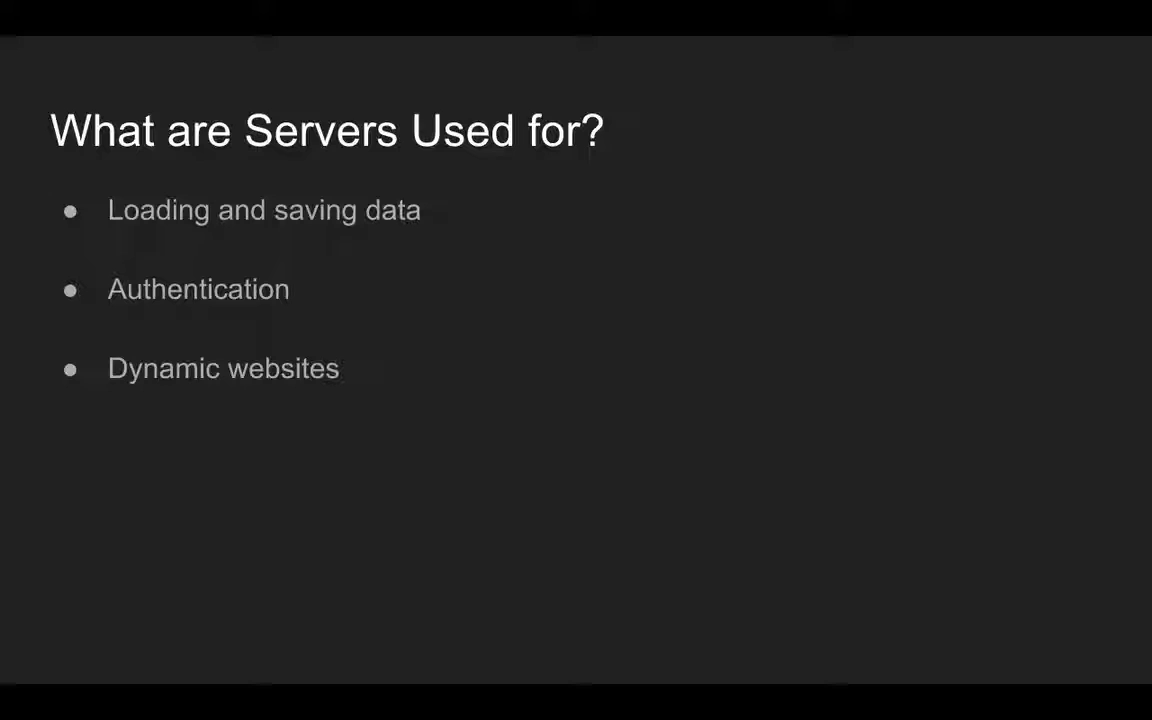 What are Servers Used for?
● Loading and saving data
● Authentication
● Dynamic websites